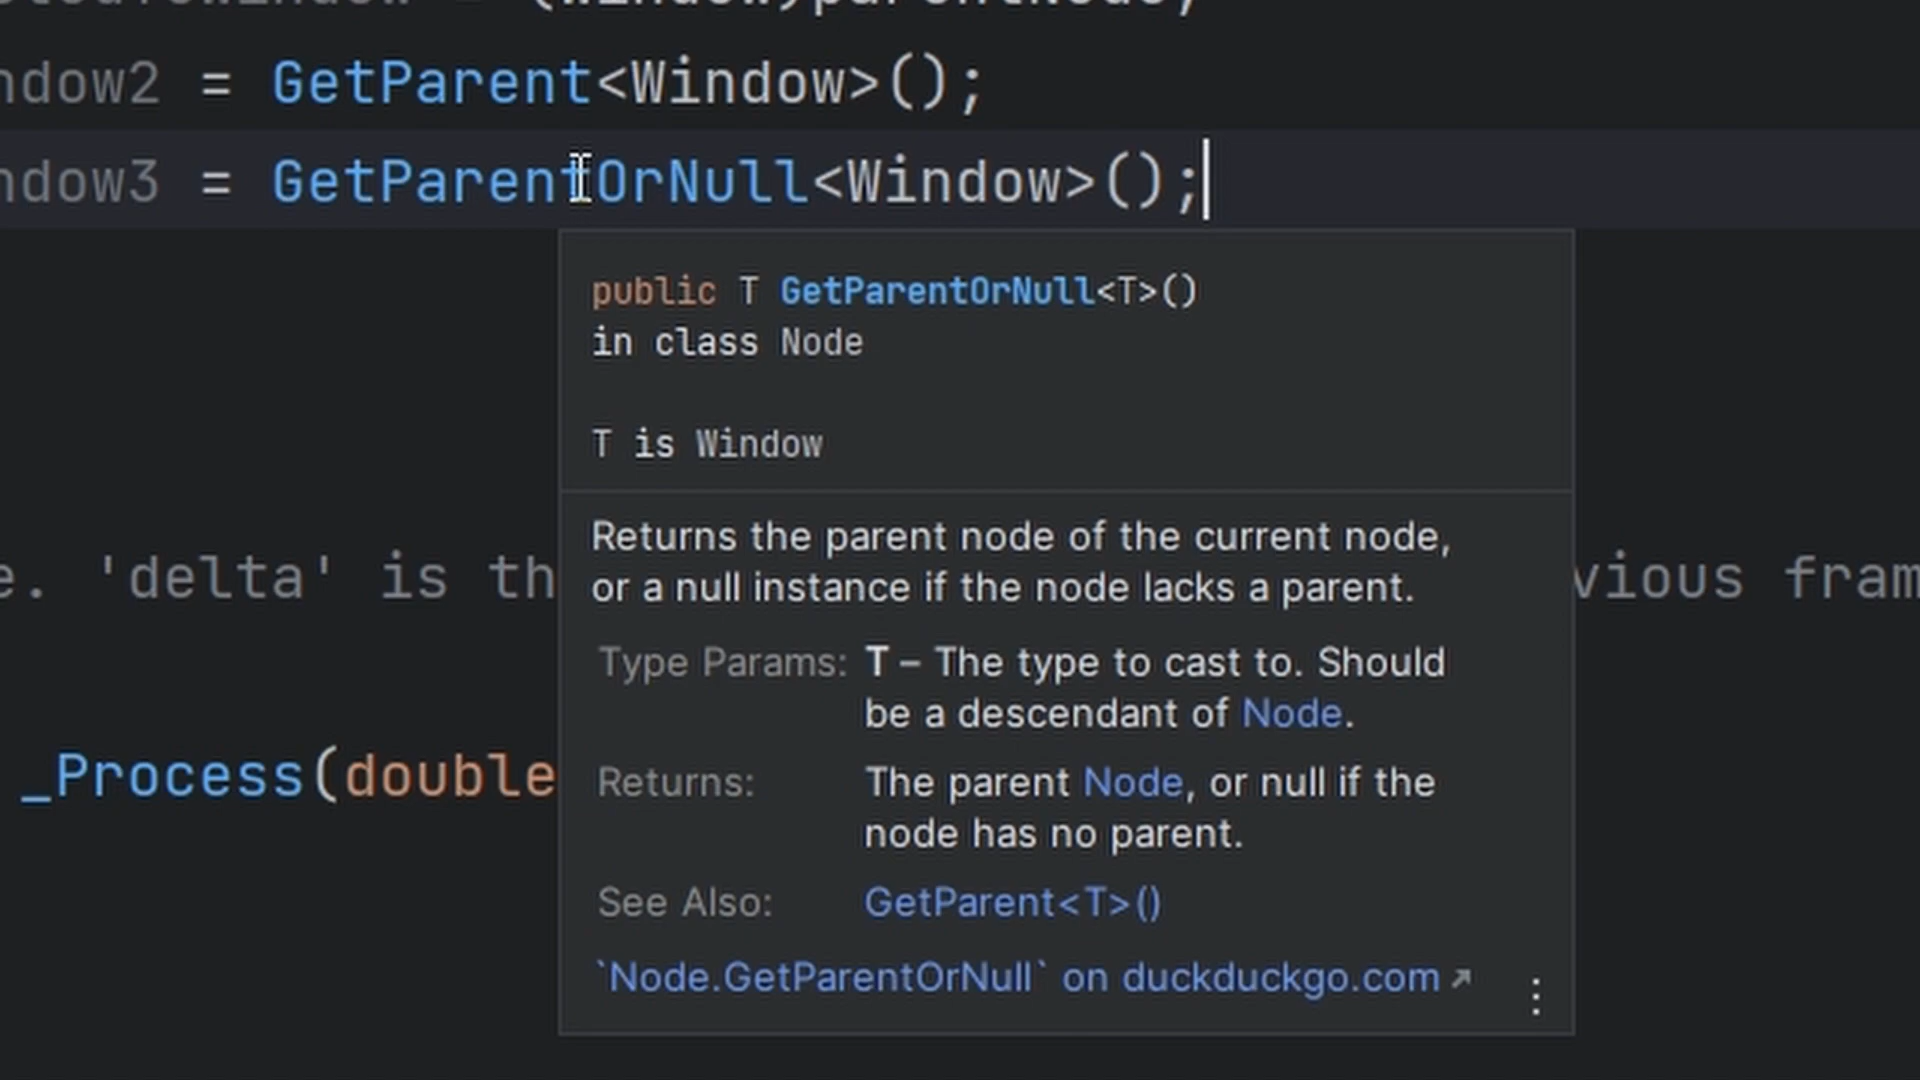 ndow2 = GetParent<Window>();
ndow3 = GetParentOrNull<Window>();
public T GetParentOrNull<T>()
in class Node
T is Window
Returns the parent node of the current node,
or a null instance if the node lacks a parent.
e. 'delta' is th
vious fram
Type Params: T – The type to cast to. Should
be a descendant of Node.
_Process(double
Returns: The parent Node, or null if the
node has no parent.
See Also: GetParent<T>()
`Node.GetParentOrNull` on duckduckgo.com ↗